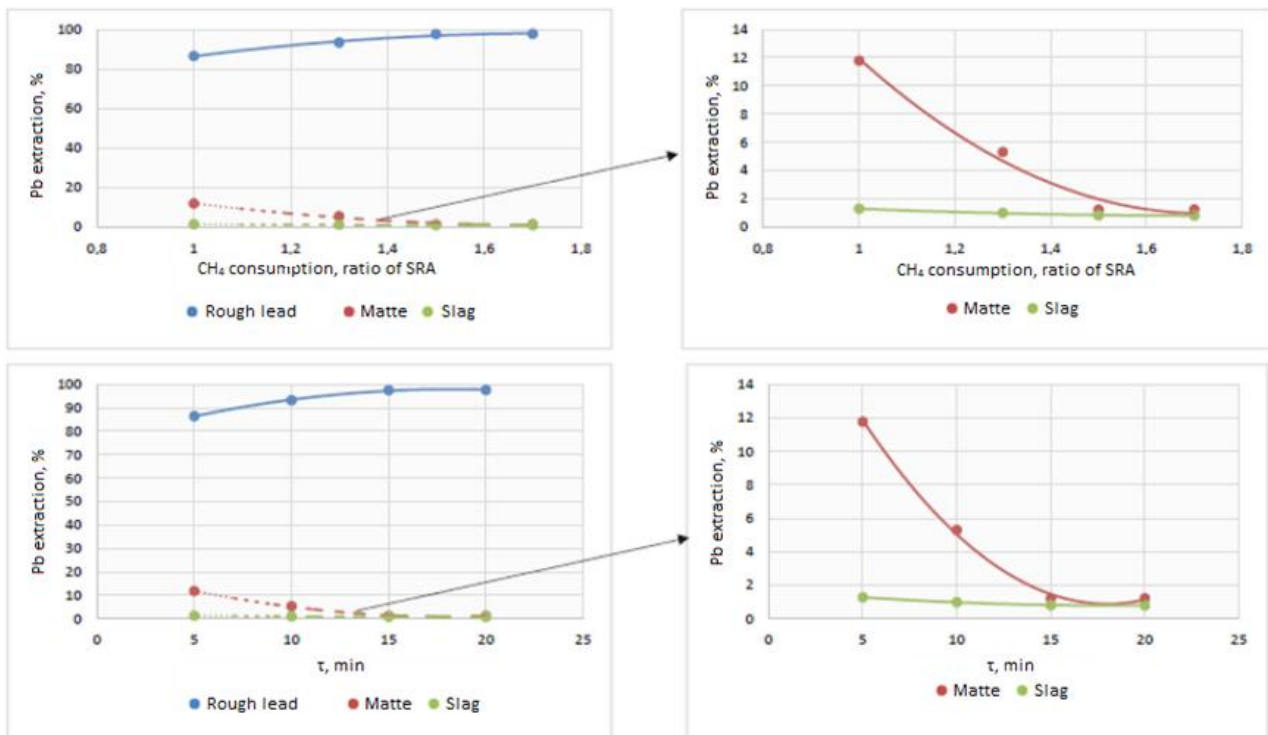 Pb extraction, %
100
80
60
40
20
0
0,8 1 1,2 1,4 1,6 1,8
CH₄ consumption, ratio of SRA
Rough lead Matte Slag
Pb extraction, %
14
12
10
8
6
4
2
0
0,8 1 1,2 1,4 1,6 1,8
CH₄ consumption, ratio of SRA
Matte Slag
Pb extraction, %
100
90
80
70
60
50
40
30
20
10
0
0 5 10 15 20 25
τ, min
Rough lead Matte Slag
Pb extraction, %
14
12
10
8
6
4
2
0
0 5 10 15 20 25
τ, min
Matte Slag